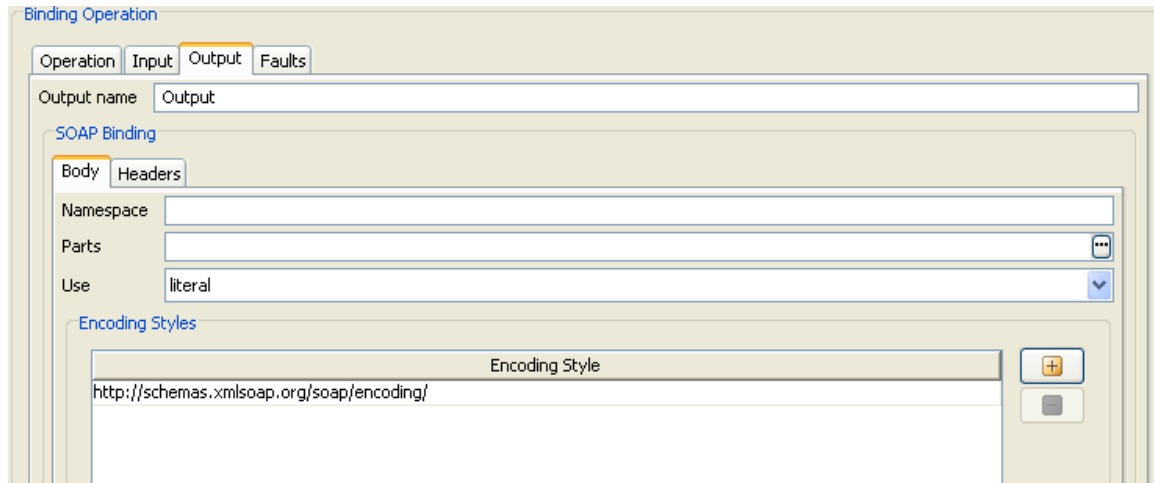 Binding Operation
Operation Input Output Faults
Output name Output
SOAP Binding
Body Headers
Namespace
Parts
Use literal
Encoding Styles
Encoding Style
http://schemas.xmlsoap.org/soap/encoding/